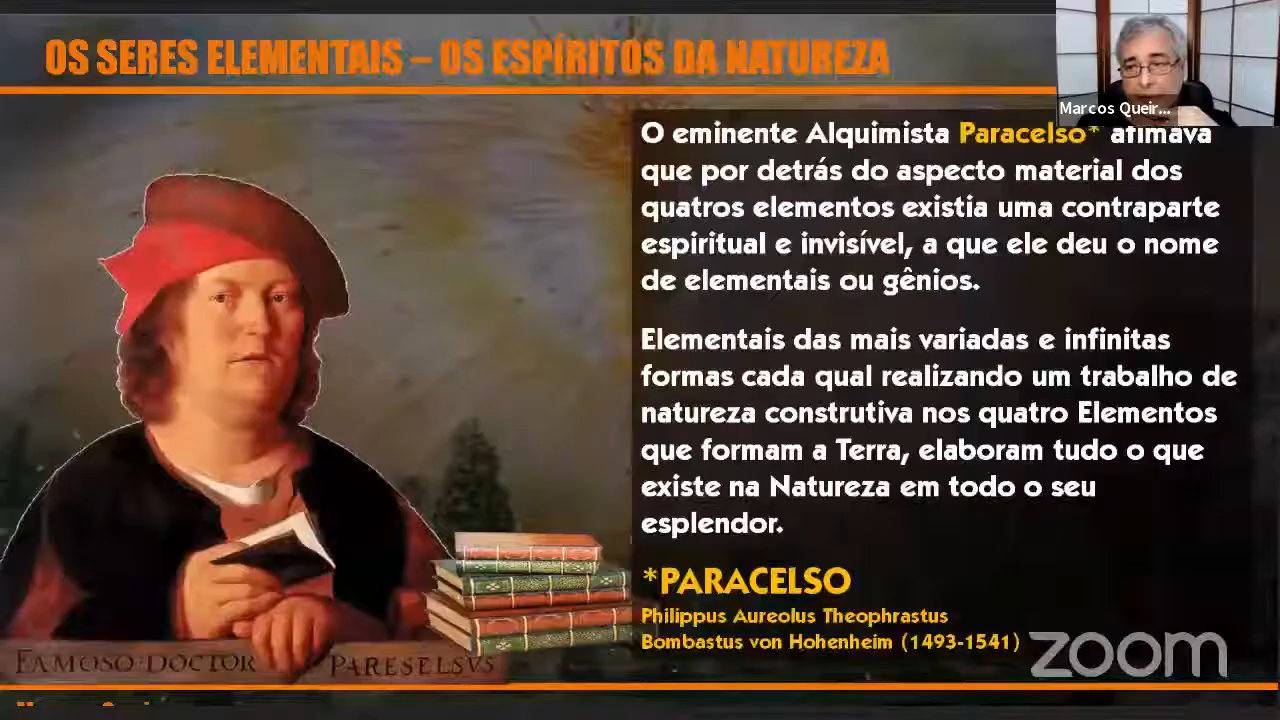 OS SERES ELEMENTAIS – OS ESPÍRITOS DA NATUREZA
Marcos Queir...
O eminente Alquimista Paracelso* afimava
que por detrás do aspecto material dos
quatros elementos existia uma contraparte
espiritual e invisível, a que ele deu o nome
de elementais ou gênios.
Elementais das mais variadas e infinitas
formas cada qual realizando um trabalho de
natureza construtiva nos quatro Elementos
que formam a Terra, elaboram tudo o que
existe na Natureza em todo o seu
esplendor.
*PARACELSO
Philippus Aureolus Theophrastus
Bombastus von Hohenheim (1493-1541)
FAMOSO DOCTOR PARESELSVS
zoom